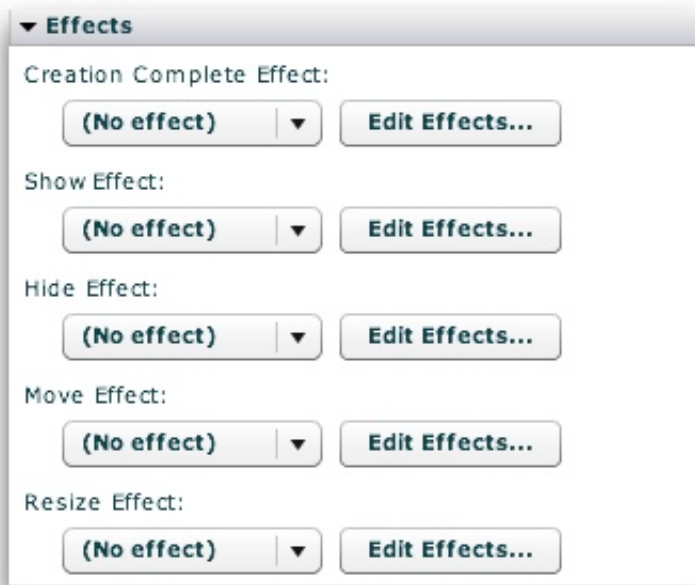 Effects
Creation Complete Effect:
(No effect) Edit Effects...
Show Effect:
(No effect) Edit Effects...
Hide Effect:
(No effect) Edit Effects...
Move Effect:
(No effect) Edit Effects...
Resize Effect:
(No effect) Edit Effects...